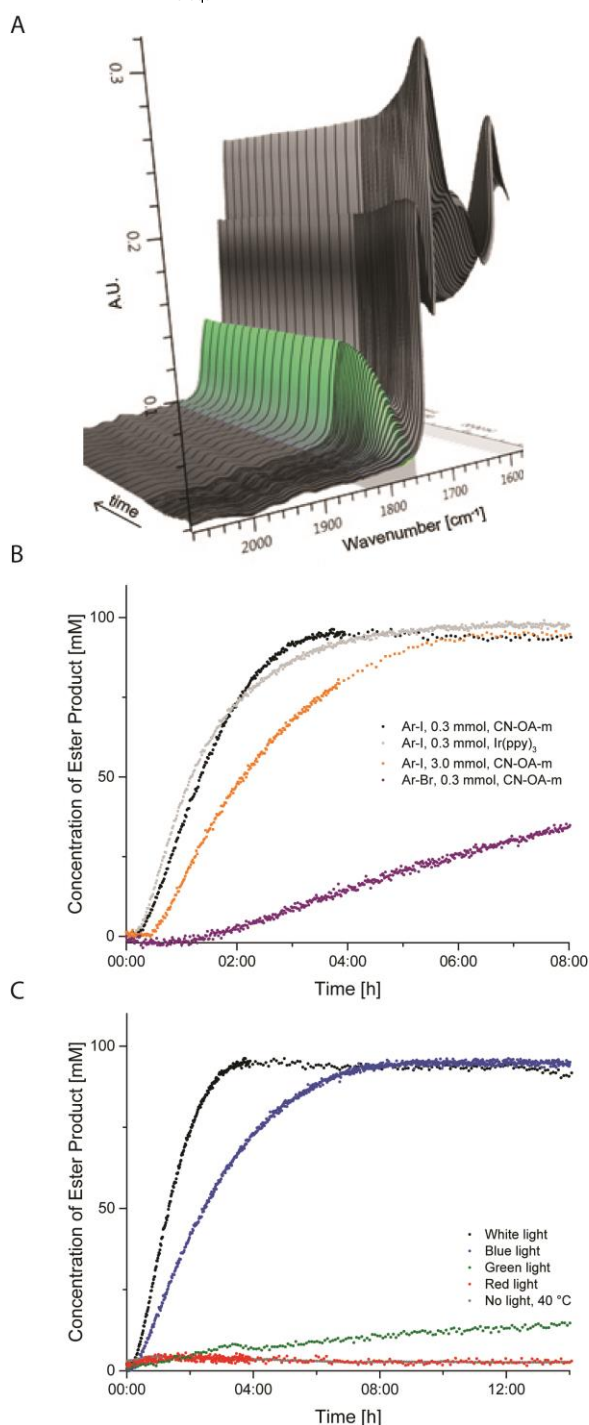 A
0.3
0.2
0.1
A.U.
time
2000
1900
1800
1700
1600
Wavenumber [cm⁻¹]
B
100
50
0
Concentration of Ester Product [mM]
Ar-I, 0.3 mmol, CN-OA-m
Ar-I, 0.3 mmol, Ir(ppy)₃
Ar-I, 3.0 mmol, CN-OA-m
Ar-Br, 0.3 mmol, CN-OA-m
00:00 02:00 04:00 06:00 08:00
Time [h]
C
100
50
0
Concentration of Ester Product [mM]
White light
Blue light
Green light
Red light
No light, 40 °C
00:00 04:00 08:00 12:00
Time [h]